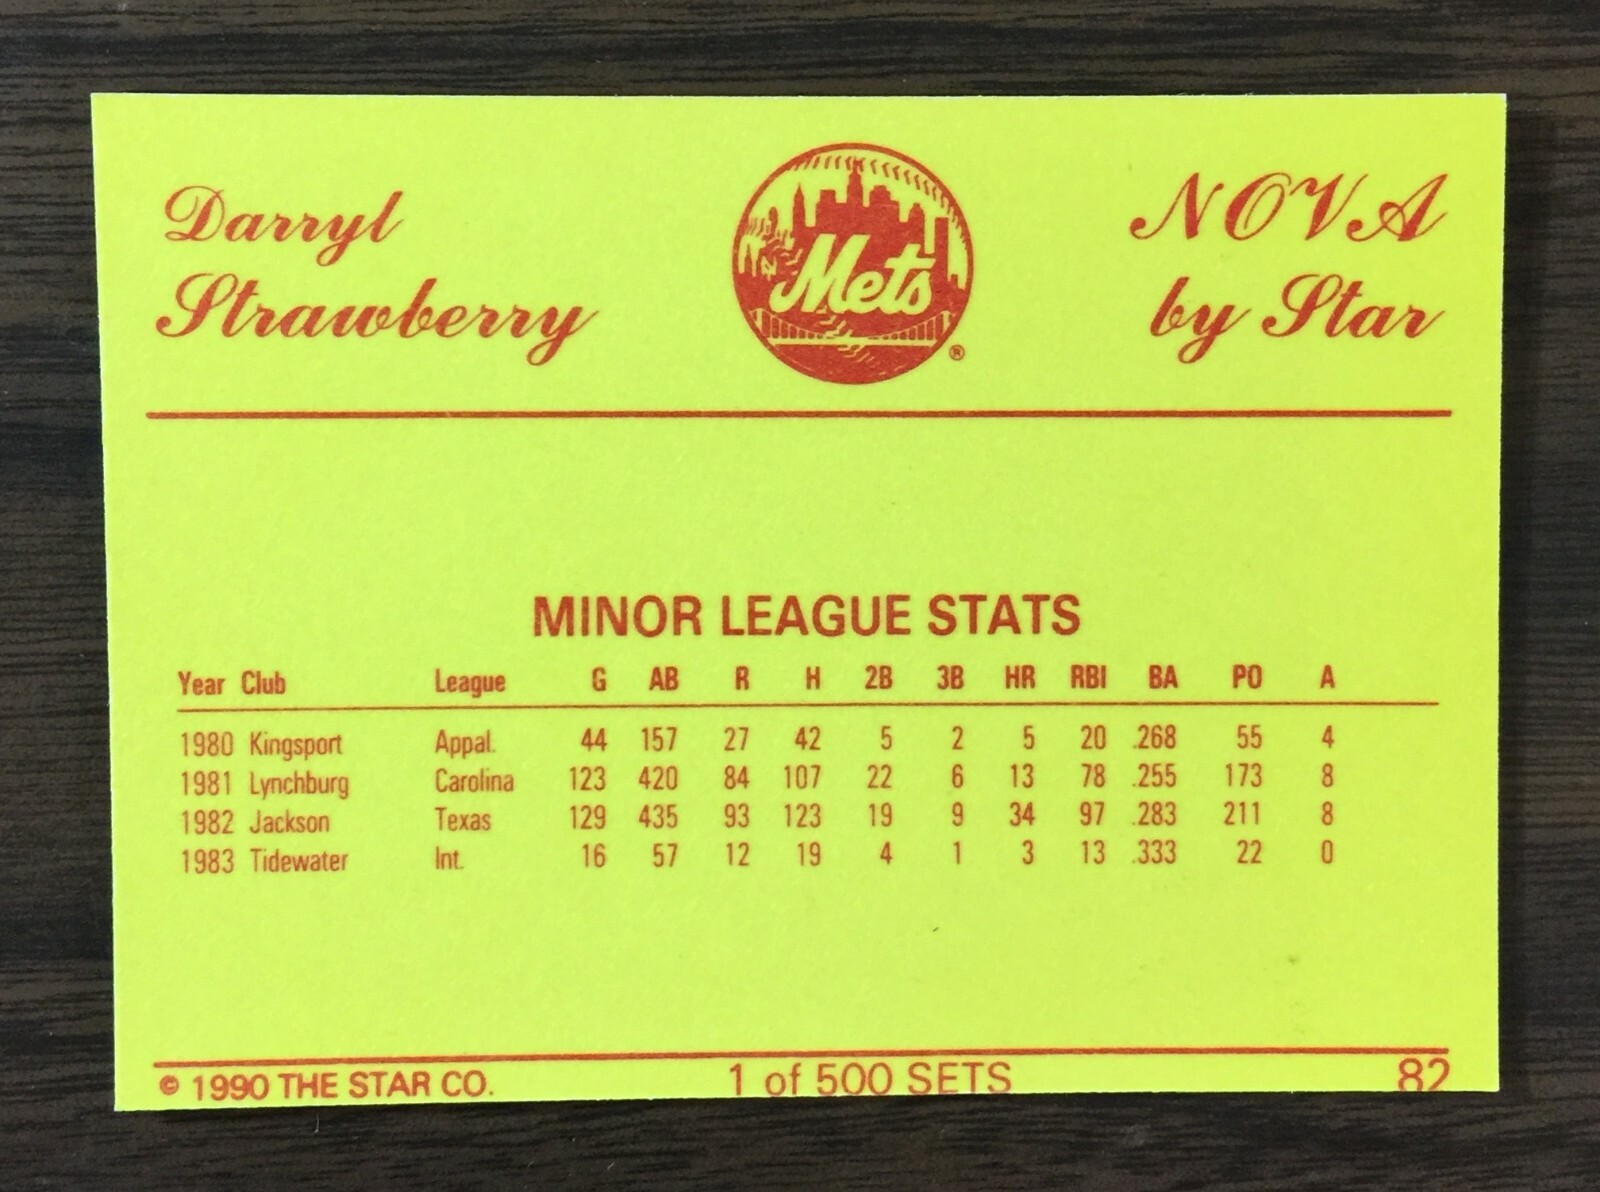 Darryl
Strawberry
NY
Mets
®
NOVA
by Star
MINOR LEAGUE STATS
Year Club League G AB R H 2B 3B HR RBI BA PO A
1980 Kingsport Appal. 44 157 27 42 5 2 5 20 .268 55 4
1981 Lynchburg Carolina 123 420 84 107 22 6 13 78 .255 173 8
1982 Jackson Texas 129 435 93 123 19 9 34 97 .283 211 8
1983 Tidewater Int. 16 57 12 19 4 1 3 13 .333 22 0
© 1990 THE STAR CO. 1 of 500 SETS 82